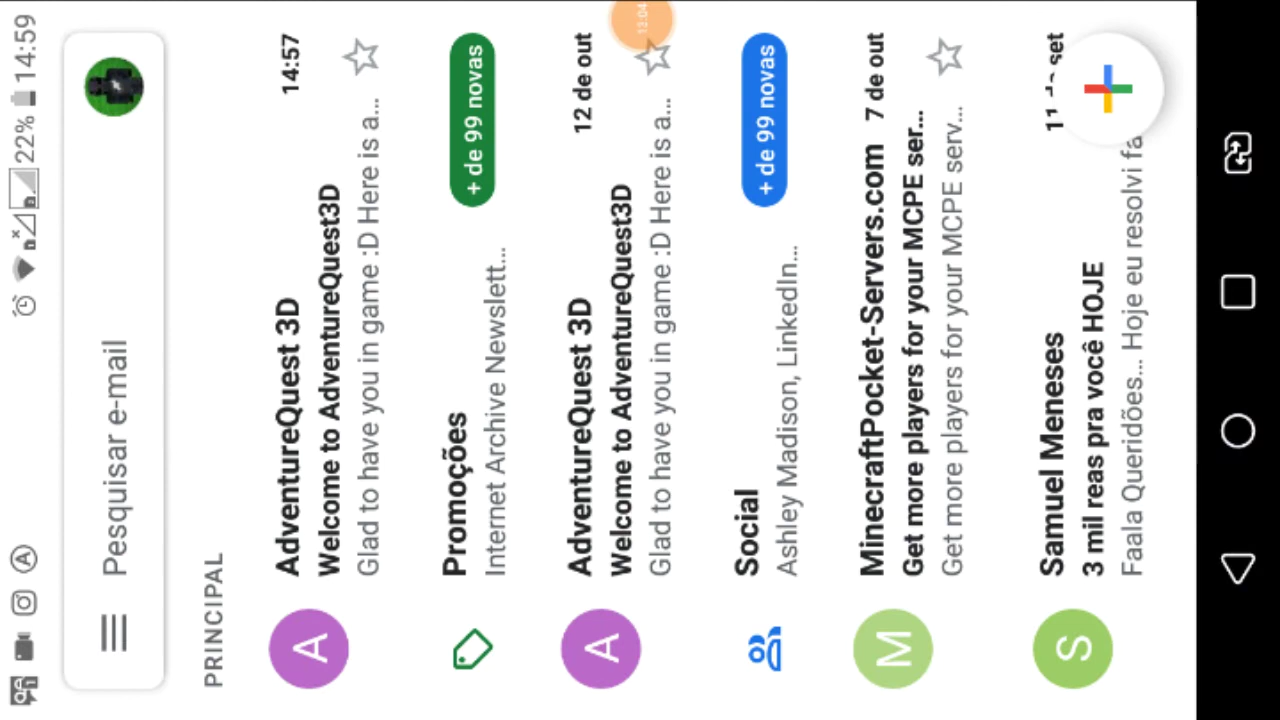 22% 14:59
Pesquisar e-mail
PRINCIPAL
A
AdventureQuest 3D 14:57
Welcome to AdventureQuest3D
Glad to have you in game :D Here is a...
Promoções
Internet Archive Newslett...
+ de 99 novas
A
AdventureQuest 3D 12 de out
Welcome to AdventureQuest3D
Glad to have you in game :D Here is a...
13:04
Social
Ashley Madison, LinkedIn...
+ de 99 novas
M
MinecraftPocket-Servers.com 7 de out
Get more players for your MCPE ser...
Get more players for your MCPE serv...
S
Samuel Meneses set
3 mil reas pra você HOJE
Faala Queridões... Hoje eu resolvi fa